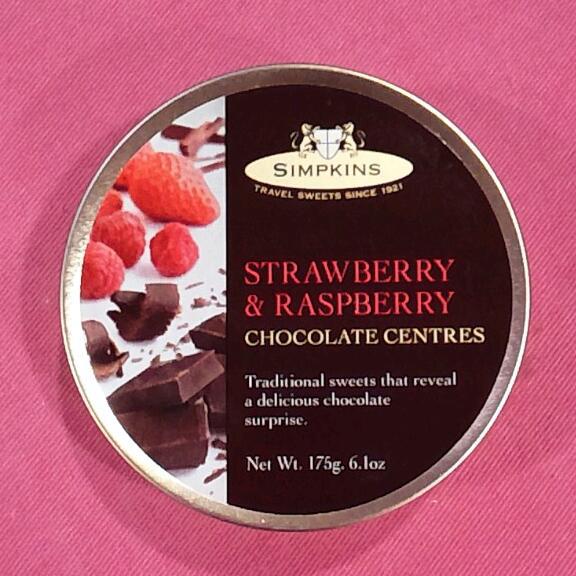 SIMPKINS
TRAVEL SWEETS SINCE 1921
STRAWBERRY
& RASPBERRY
CHOCOLATE CENTRES
Traditional sweets that reveal
a delicious chocolate
surprise.
Net Wt. 175g. 6.1oz